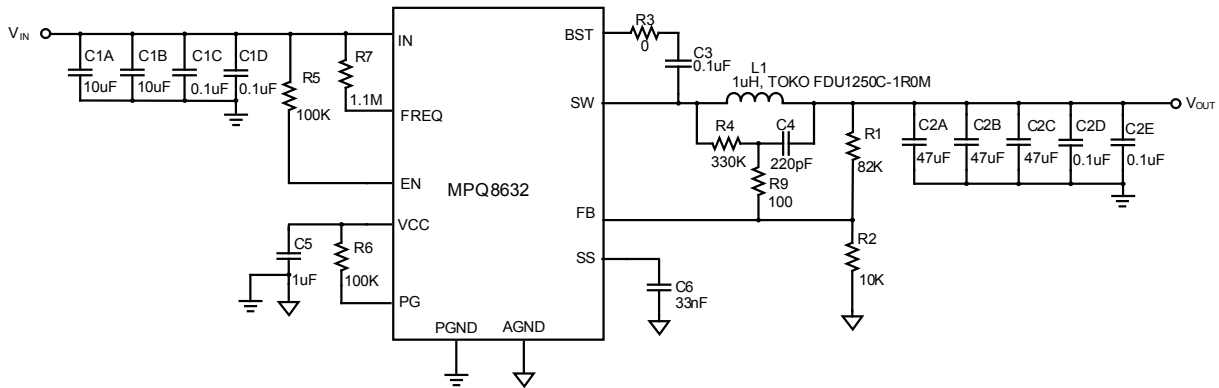 V IN
C1A
10uF
C1B
10uF
C1C
0.1uF
C1D
0.1uF
R5
100K
R7
1.1M
IN
FREQ
EN
VCC
PG
C5
1uF
R6
100K
MPQ8632
PGND
AGND
BST
SW
FB
SS
R3
0
C3
0.1uF
L1
1uH, TOKO FDU1250C-1R0M
R4
330K
C4
220pF
R9
100
R1
82K
R2
10K
C6
33nF
C2A
47uF
C2B
47uF
C2C
47uF
C2D
0.1uF
C2E
0.1uF
VOUT